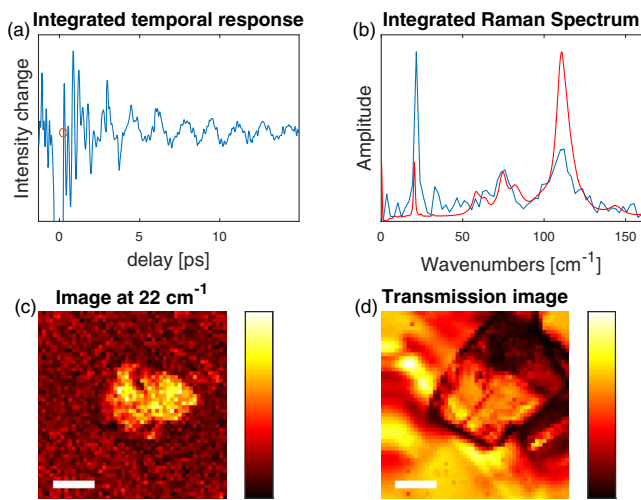 Integrated temporal response
(a)
Intensity change
0
5
10
delay [ps]
Integrated Raman Spectrum
(b)
Amplitude
0
50
100
150
Wavenumbers [cm⁻¹]
Image at 22 cm⁻¹
(c)
Transmission image
(d)